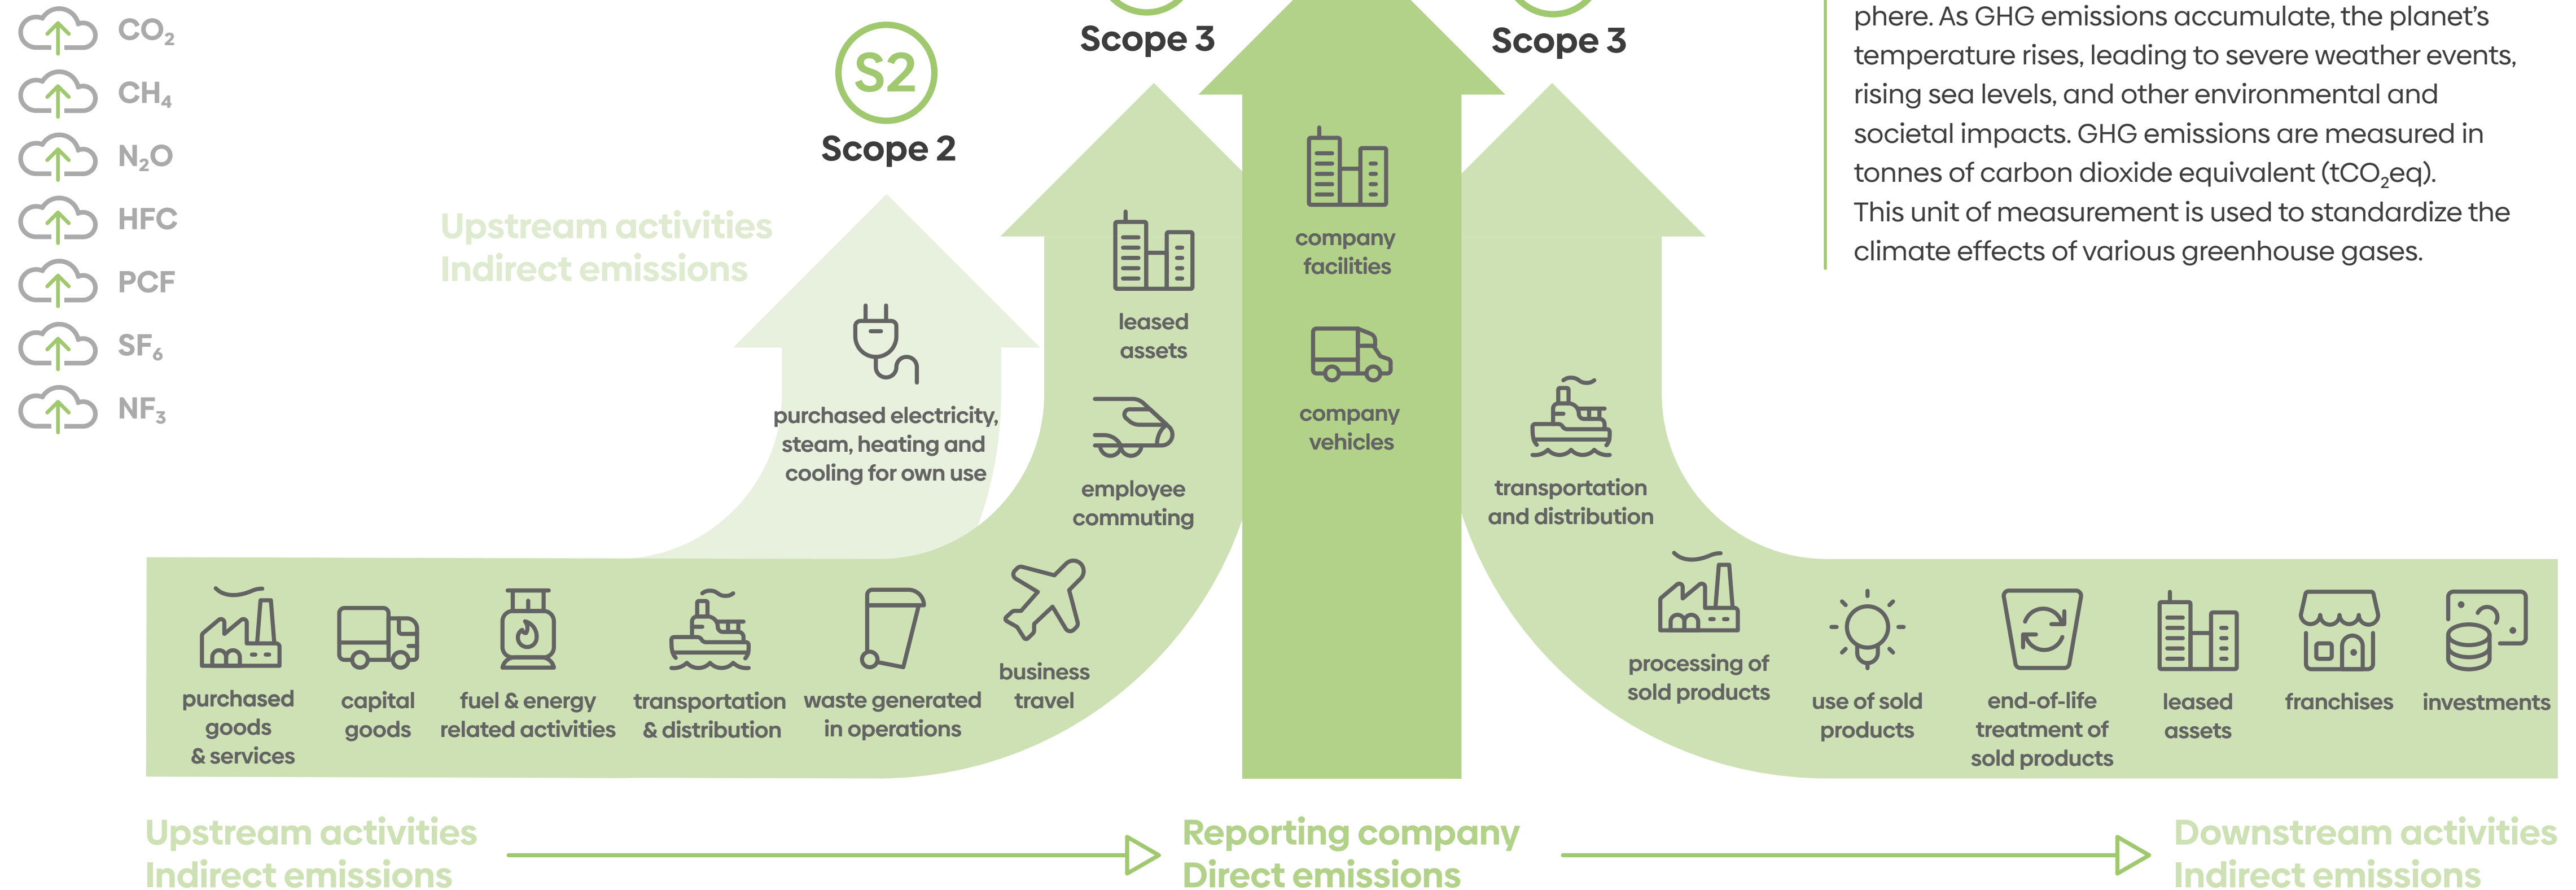 CO₂
CH₄
N₂O
HFC
PCF
SF₆
NF₃
S2
Scope 2
Scope 3
Scope 3
phere. As GHG emissions accumulate, the planet’s
temperature rises, leading to severe weather events,
rising sea levels, and other environmental and
societal impacts. GHG emissions are measured in
tonnes of carbon dioxide equivalent (tCO₂eq).
This unit of measurement is used to standardize the
climate effects of various greenhouse gases.
Upstream activities
Indirect emissions
purchased electricity,
steam, heating and
cooling for own use
leased
assets
employee
commuting
business
travel
company
facilities
company
vehicles
transportation
and distribution
processing of
sold products
purchased
goods
& services
capital
goods
fuel & energy
related activities
transportation
& distribution
waste generated
in operations
use of sold
products
end-of-life
treatment of
sold products
leased
assets
franchises
investments
Upstream activities
Indirect emissions
Reporting company
Direct emissions
Downstream activities
Indirect emissions